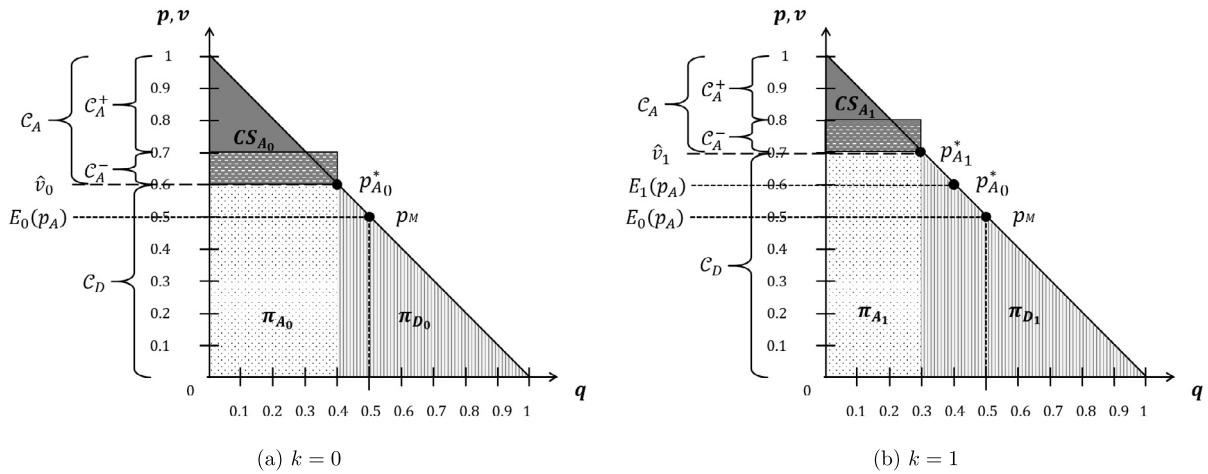 p, v
1
0.9
0.8
0.7
0.6
0.5
0.4
0.3
0.2
0.1
0
𝒞_A
𝒞_A^+
𝒞_A^-
v̂_0
E_0(p_A)
𝒞_D
CS_{A_0}
p^*_{A_0}
p_M
π_{A_0}
π_{D_0}
q
0.1 0.2 0.3 0.4 0.5 0.6 0.7 0.8 0.9 1
(a) k = 0
p, v
1
0.9
0.8
0.7
0.6
0.5
0.4
0.3
0.2
0.1
0
𝒞_A
𝒞_A^+
𝒞_A^-
v̂_1
E_1(p_A)
E_0(p_A)
𝒞_D
CS_{A_1}
p^*_{A_1}
p^*_{A_0}
p_M
π_{A_1}
π_{D_1}
q
0.1 0.2 0.3 0.4 0.5 0.6 0.7 0.8 0.9 1
(b) k = 1